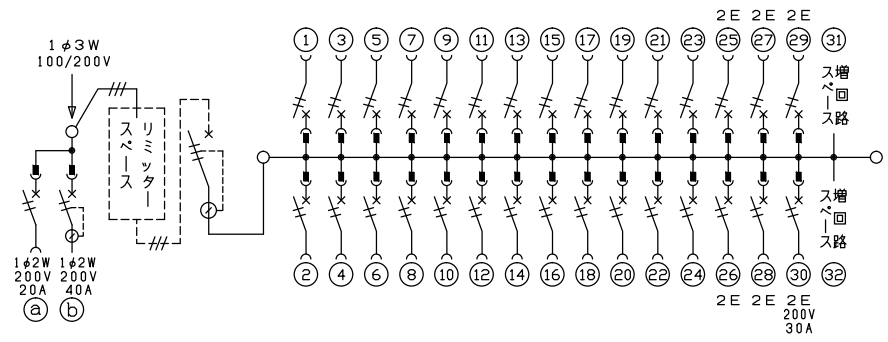 2E 2E 2E
① ③ ⑤ ⑦ ⑨ ⑪ ⑬ ⑮ ⑰ ⑲ ㉑ ㉓ ㉕ ㉗ ㉙ ㉛
1φ3W
100/200V
リミッター
スペース
増回路
スペース
増回路
スペース
1φ2W
200V
20A
ⓐ
1φ2W
200V
40A
ⓑ
② ④ ⑥ ⑧ ⑩ ⑫ ⑭ ⑯ ⑱ ⑳ ㉒ ㉔ ㉖ ㉘ ㉚ ㉜
2E 2E 2E
200V
30A